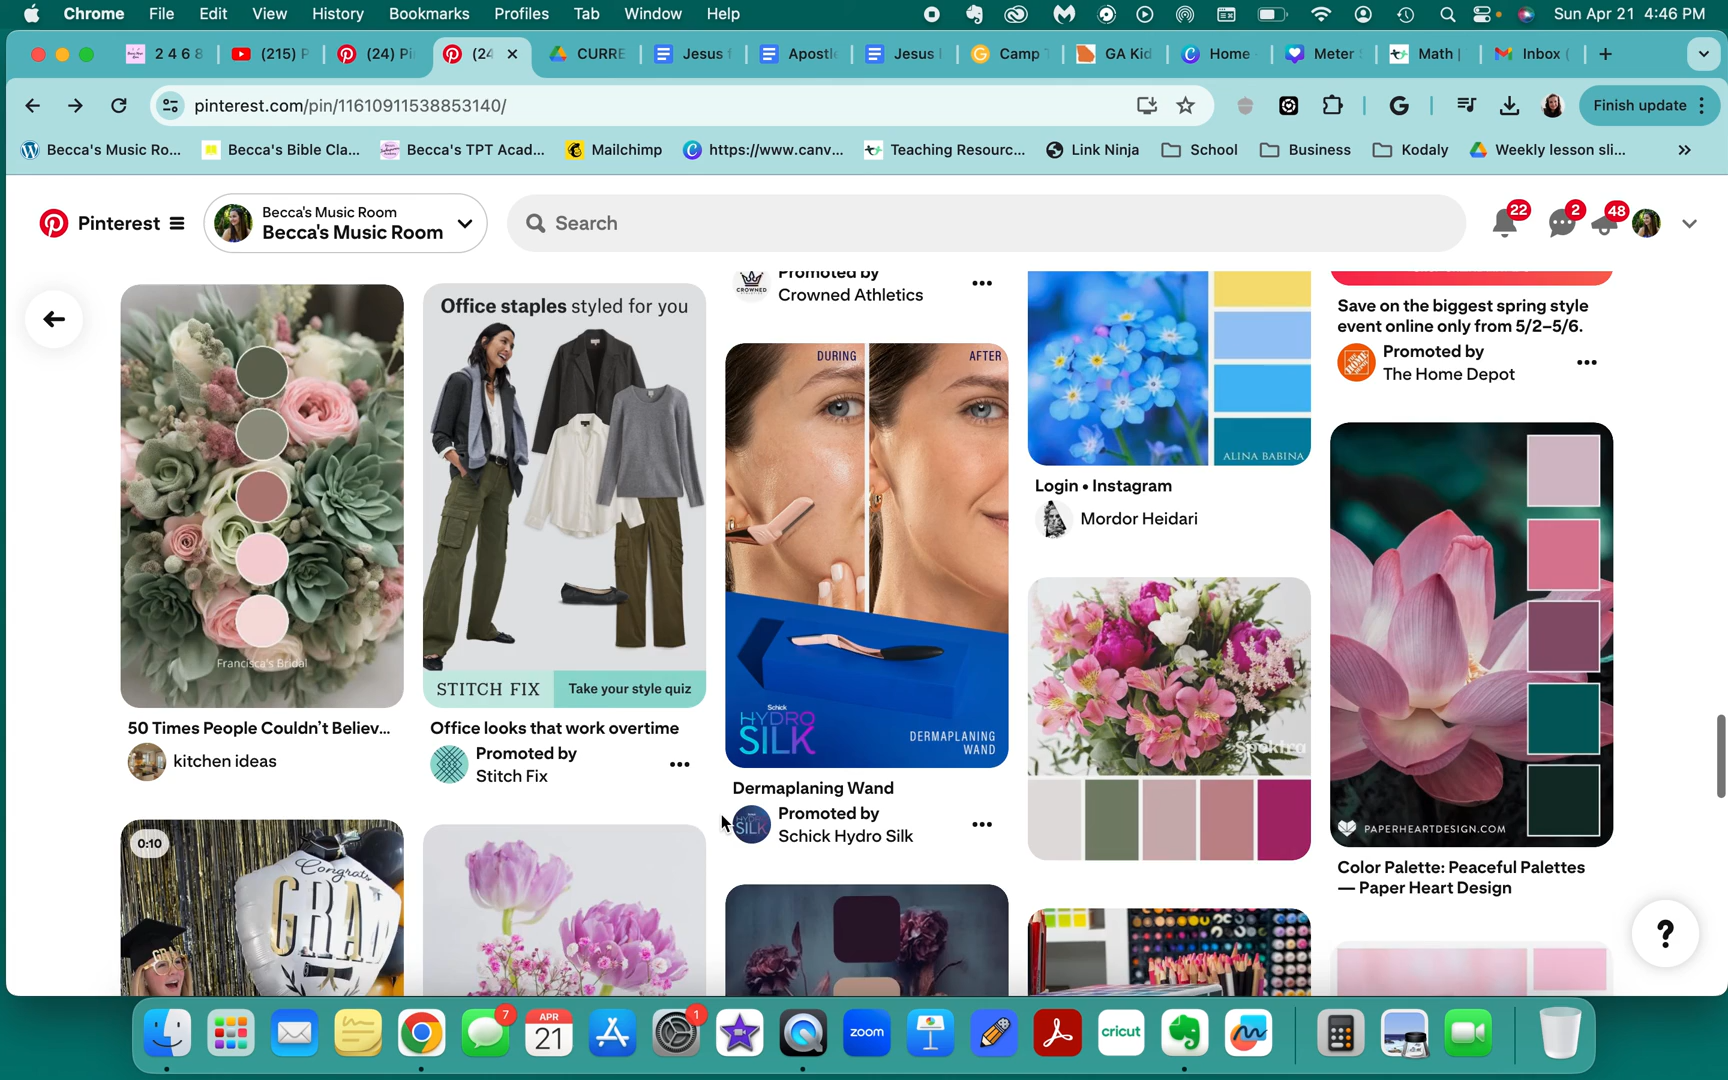 Chrome File Edit View History Bookmarks Profiles Tab Window Help
Sun Apr 21 4:46 PM
2 4 6 8
(215) P
(24) Pi
(24
CURRE
Jesus f
Apostle
Jesus
Camp T
GA Kid
Home
Meter
Math |
Inbox (
pinterest.com/pin/11610911538853140/
Finish update
Becca's Music Ro...
Becca's Bible Cla...
Becca's TPT Acad...
Mailchimp
https://www.canv...
Teaching Resourc...
Link Ninja
School
Business
Kodaly
Weekly lesson sli...
»
Pinterest
Becca's Music Room
Becca's Music Room
Search
22
2
48
Francisca's Bridal
50 Times People Couldn't Believ...
kitchen ideas
0:10
Congrats
GRA
Office staples styled for you
STITCH FIX
Take your style quiz
Office looks that work overtime
Promoted by
Stitch Fix
CROWNED
Promoted by
Crowned Athletics
DURING
AFTER
Schick
HYDRO
SILK
DERMAPLANING
WAND
Dermaplaning Wand
Promoted by
Schick Hydro Silk
ALINA BABINA
Login • Instagram
Mordor Heidari
Spektra
Save on the biggest spring style
event online only from 5/2–5/6.
Promoted by
The Home Depot
PAPERHEARTDESIGN.COM
Color Palette: Peaceful Palettes
— Paper Heart Design
?
7
APR
21
1
zoom
cricut